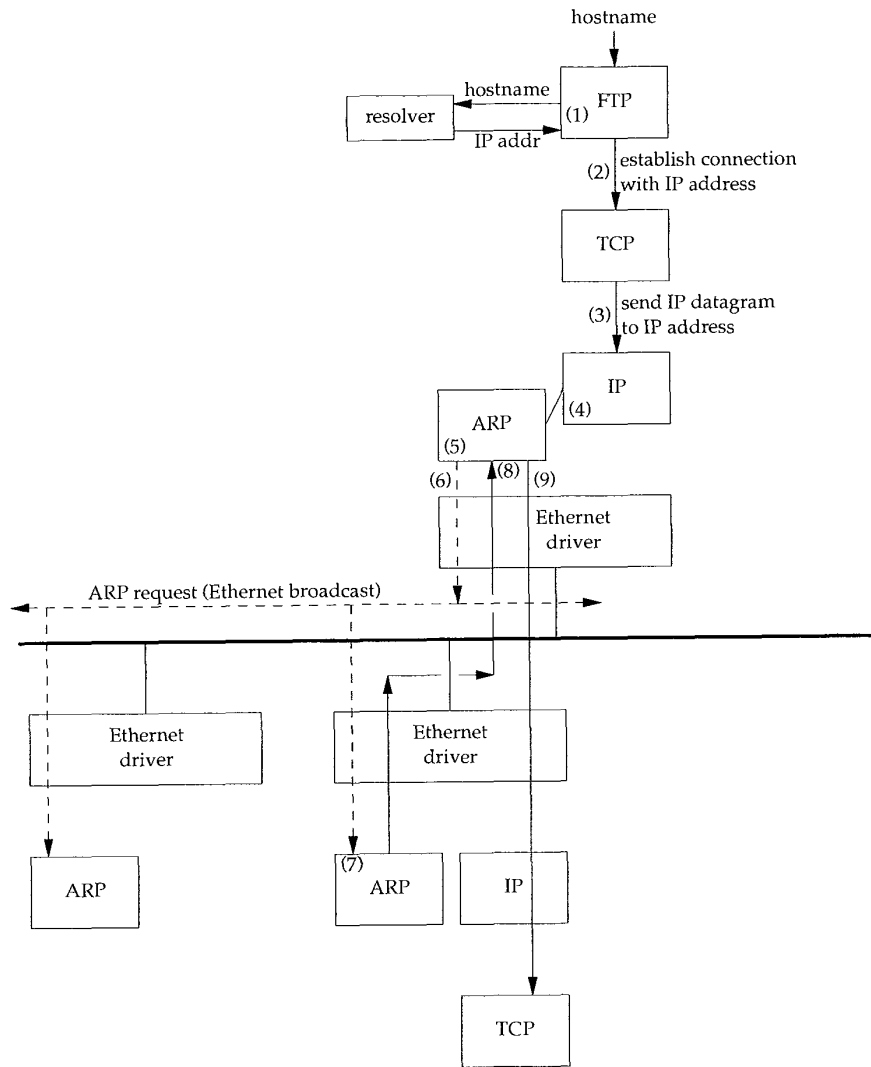 hostname
hostname
FTP
(1)
resolver
IP addr
(2)
establish connection
with IP address
TCP
(3)
send IP datagram
to IP address
IP
(4)
ARP
(5)
(6)
(8)
(9)
Ethernet
driver
ARP request (Ethernet broadcast)
Ethernet
driver
Ethernet
driver
(7)
ARP
ARP
IP
TCP